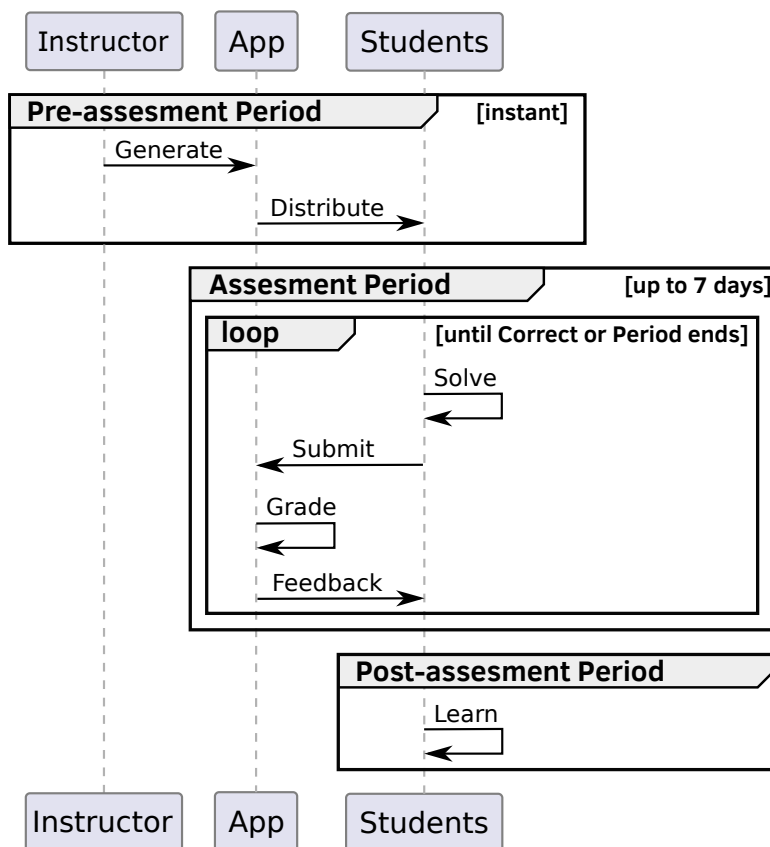 Instructor App Students
Pre-assesment Period [instant]
Generate
Distribute
Assesment Period [up to 7 days]
loop [until Correct or Period ends]
Solve
Submit
Grade
Feedback
Post-assesment Period
Learn
Instructor App Students